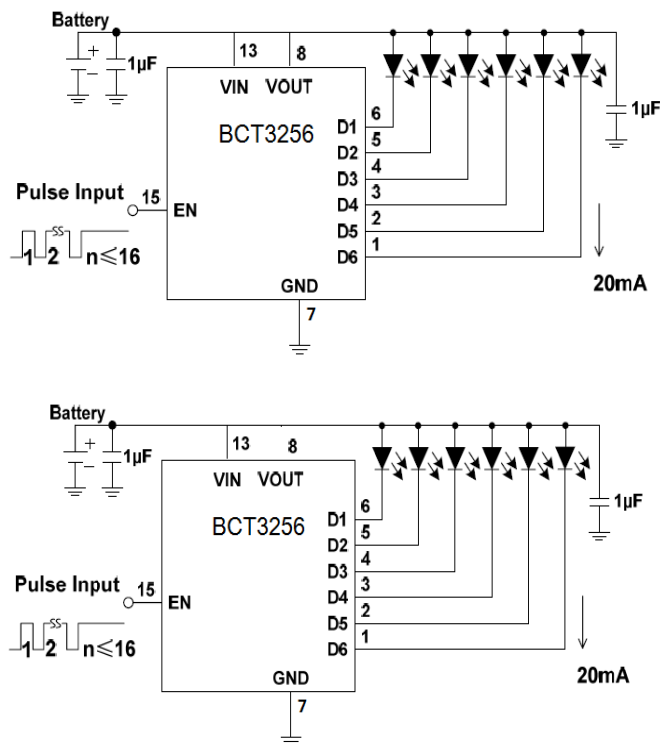 Battery
1µF
13 8
VIN VOUT
BCT3256
1µF
D1 6
D2 5
D3 4
Pulse Input 15 EN
D4 3
D5 2
D6 1
1 2 SS n≤16
20mA
GND
7
Battery
1µF
13 8
VIN VOUT
BCT3256
1µF
D1 6
D2 5
D3 4
Pulse Input 15 EN
D4 3
D5 2
D6 1
1 2 SS n≤16
20mA
GND
7